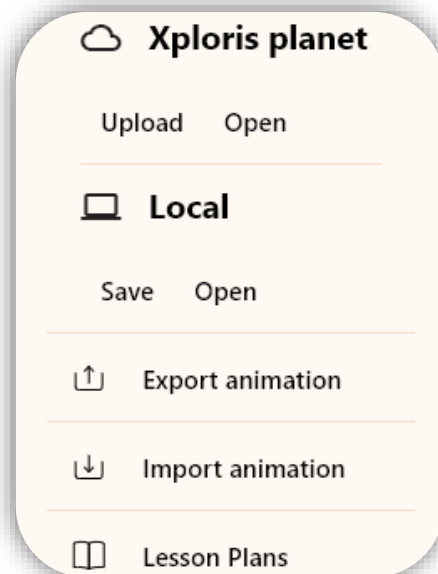 Xploris planet
Upload Open
Local
Save Open
Export animation
Import animation
Lesson Plans